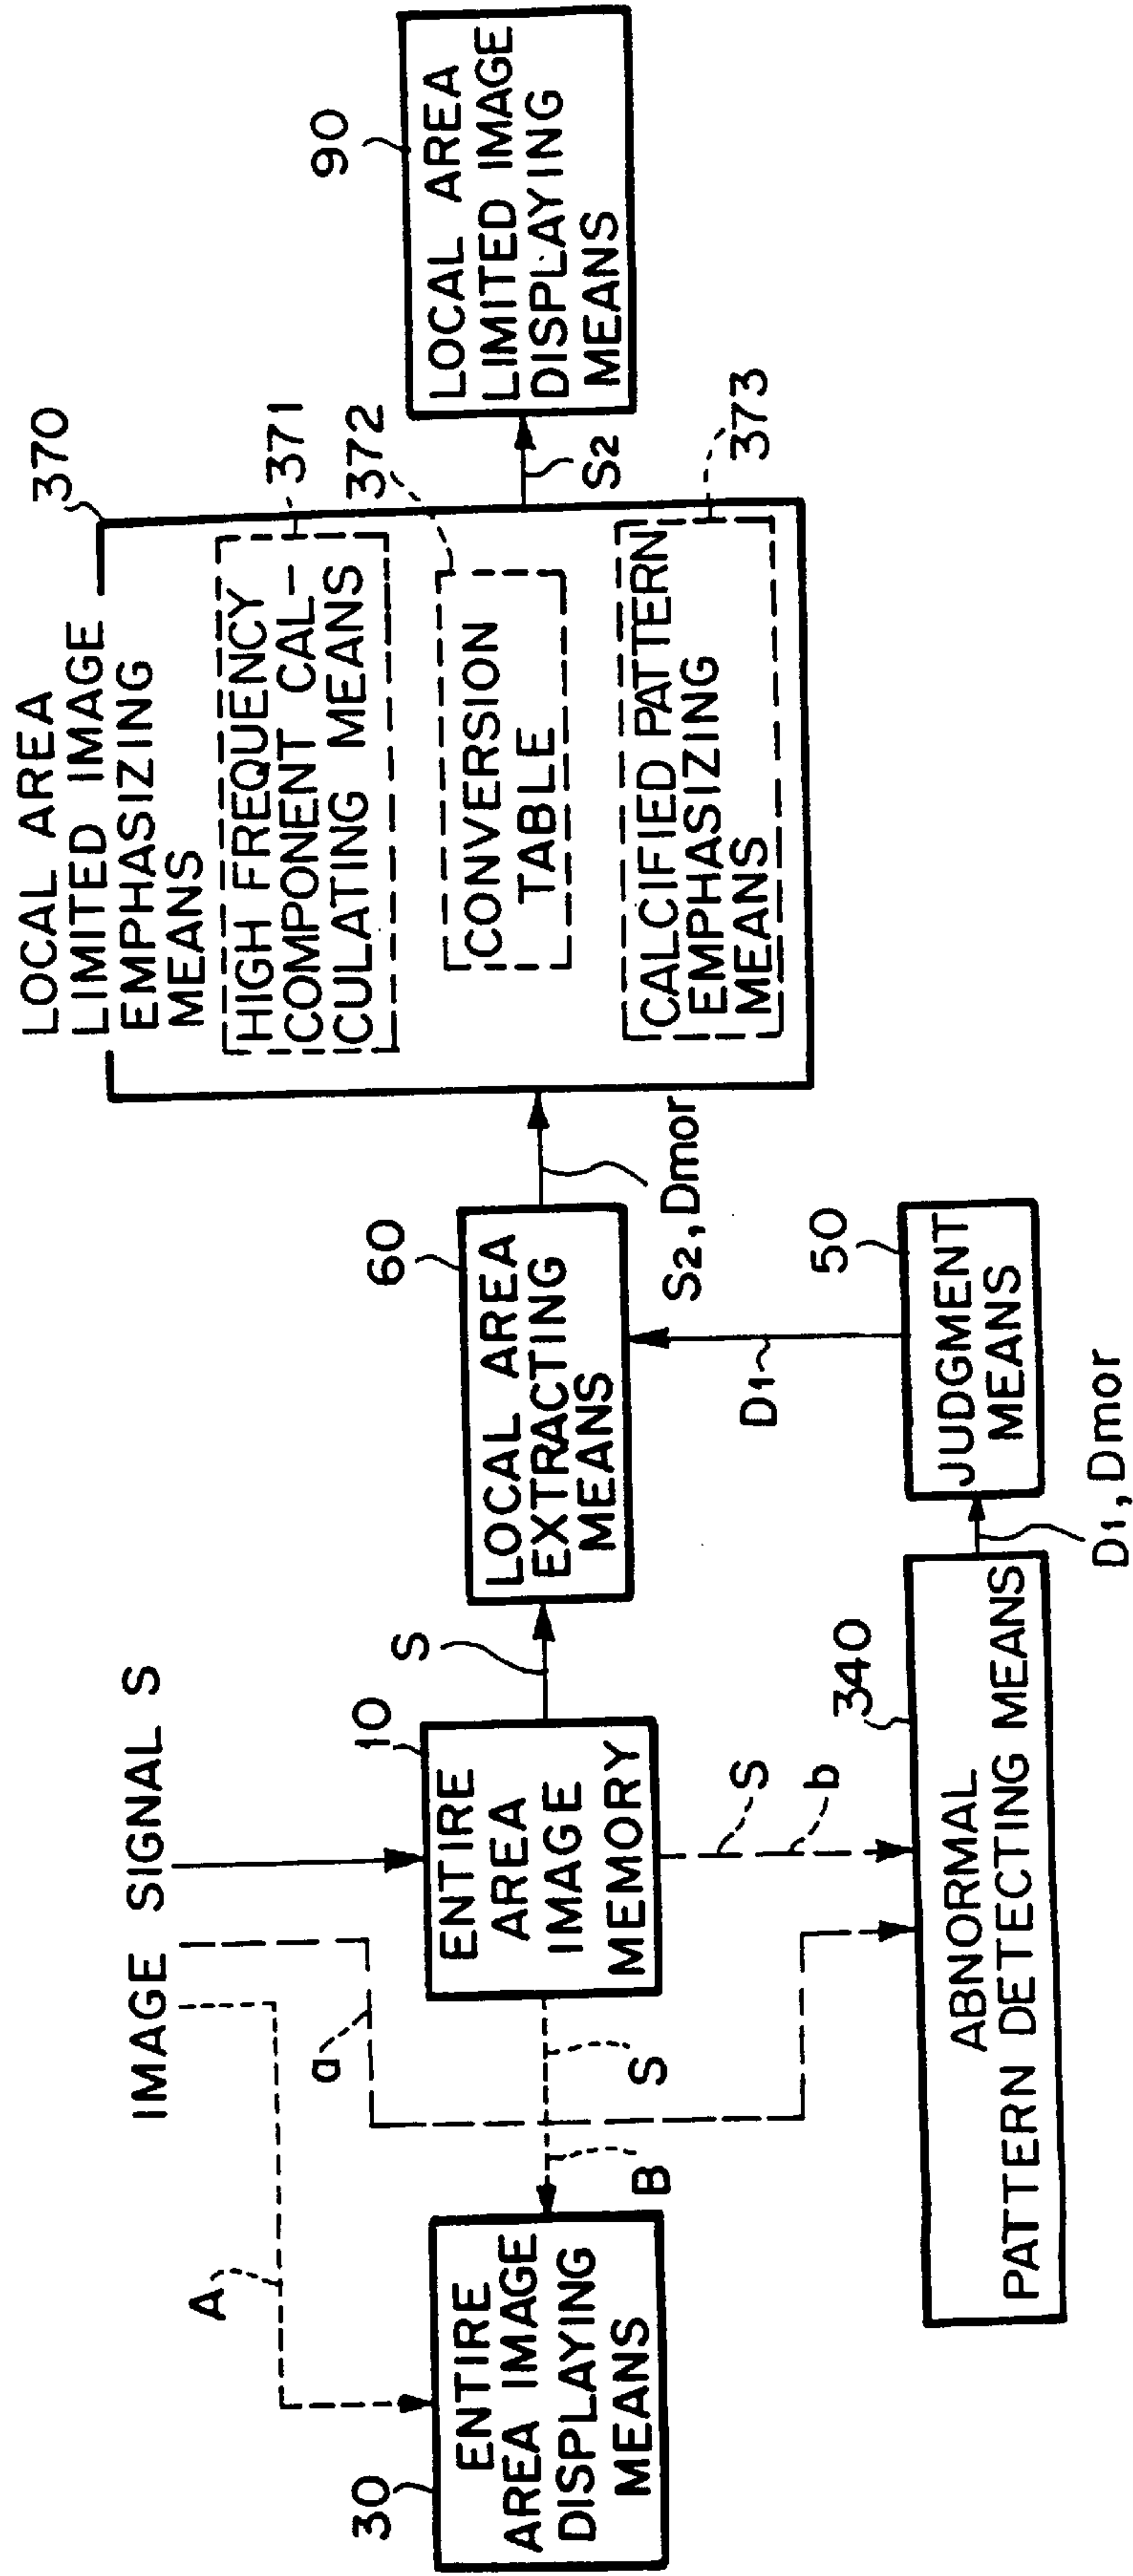 IMAGE SIGNAL S
A
a
30
ENTIRE
AREA IMAGE
DISPLAYING
MEANS
B
S
10
ENTIRE
AREA
IMAGE
MEMORY
S
S
b
340
ABNORMAL
PATTERN DETECTING MEANS
D1, Dmor
50
JUDGMENT
MEANS
D1
60
LOCAL AREA
EXTRACTING
MEANS
S2, Dmor
370
LOCAL AREA
LIMITED IMAGE
EMPHASIZING
MEANS
371
HIGH FREQUENCY
COMPONENT CAL-
CULATING MEANS
372
CONVERSION
TABLE
373
CALCIFIED PATTERN
EMPHASIZING
MEANS
S2
90
LOCAL AREA
LIMITED IMAGE
DISPLAYING
MEANS